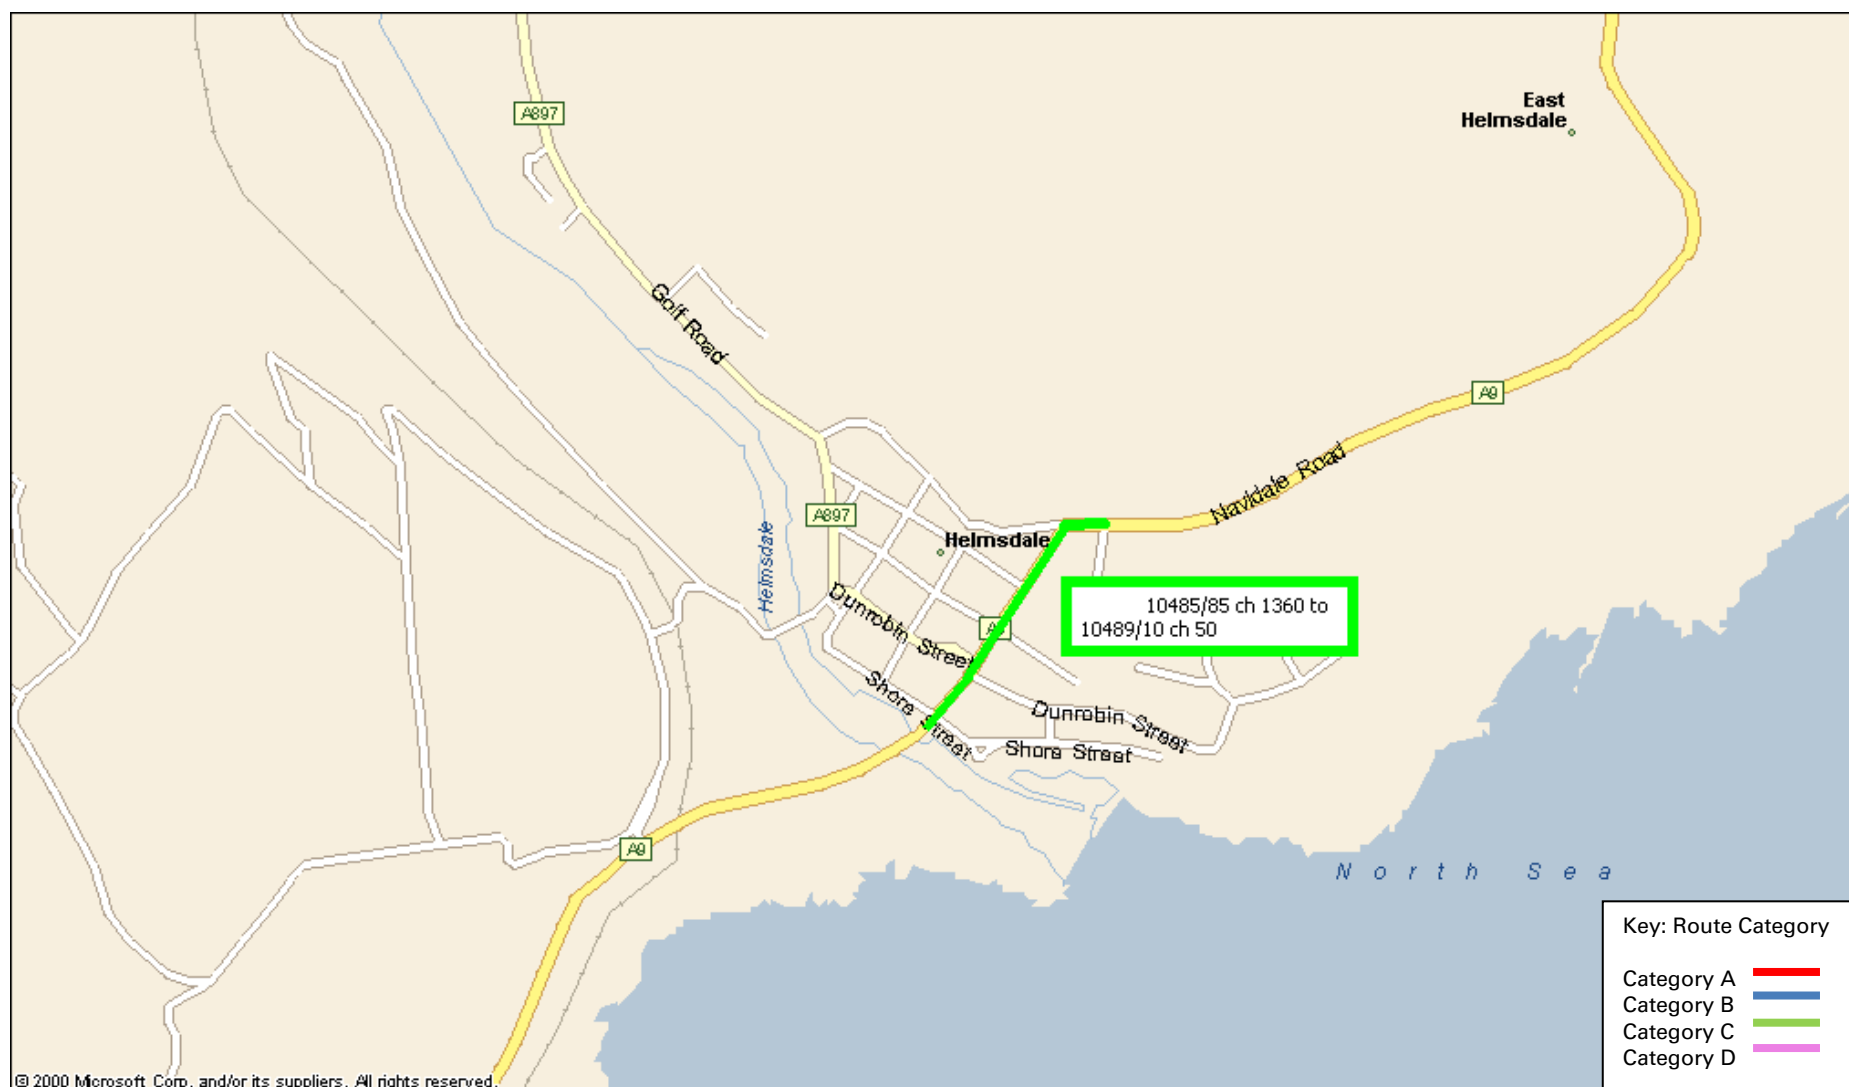 A897
East
Helmsdale
Golf Road
A9
Navidale Road
A897
Helmsdale
Helmsdale
10485/85 ch 1360 to
10489/10 ch 50
Dunrobin Street
Shore Street
Dunrobin Street
Shore Street
A9
North Sea
Key: Route Category
Category A
Category B
Category C
Category D
© 2000 Microsoft Corp. and/or its suppliers. All rights reserved.